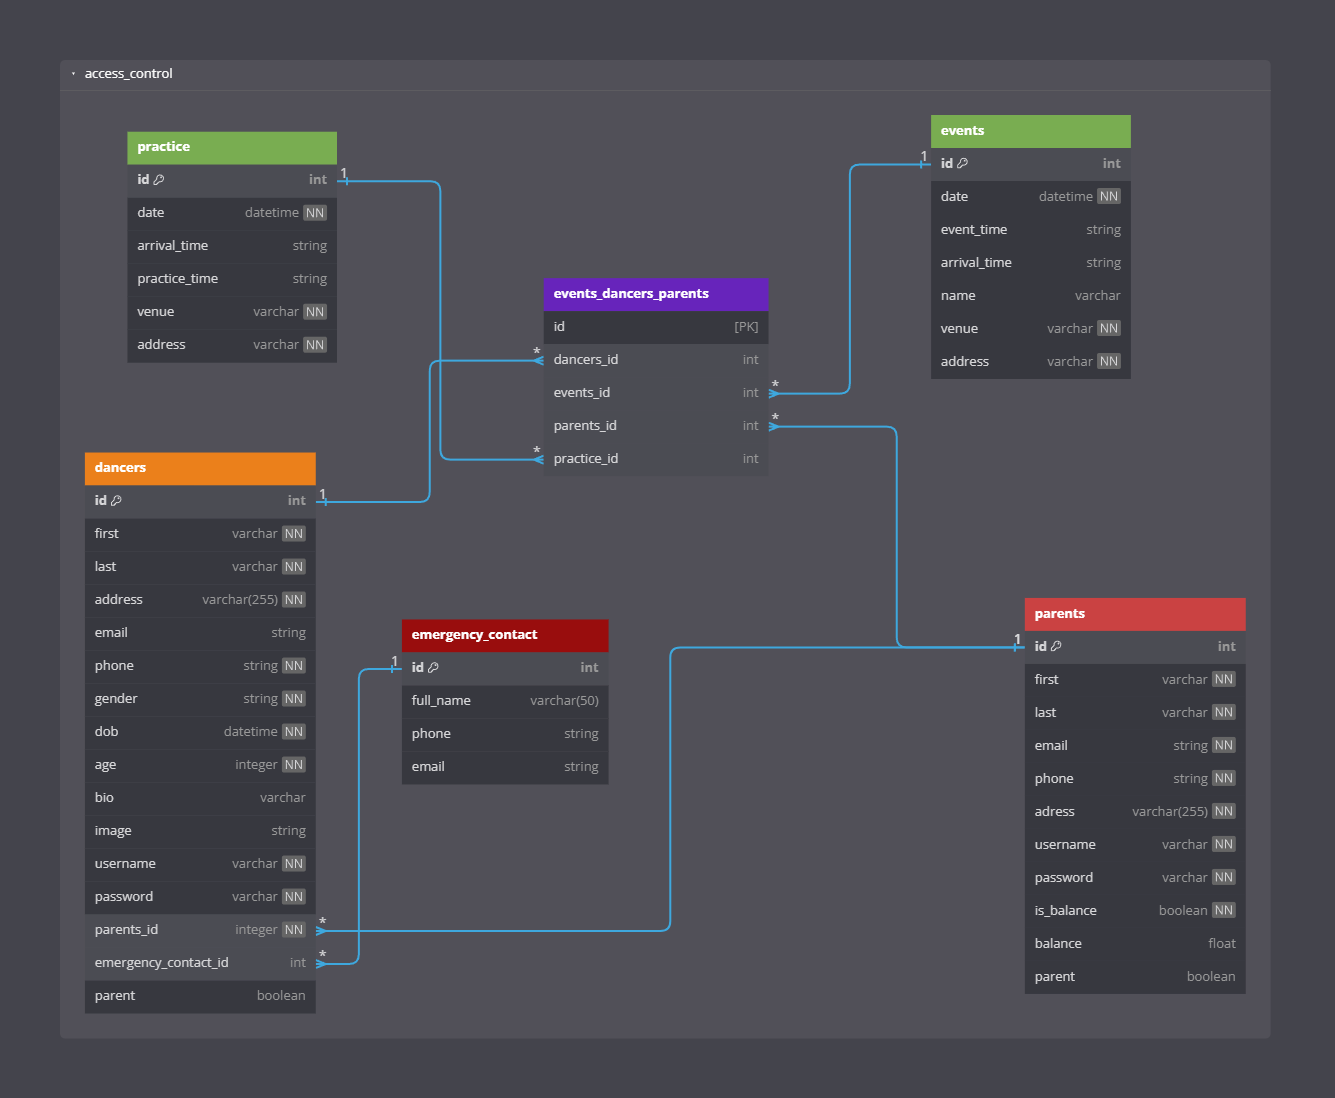 access_control
practice
id int
date datetime NN
arrival_time string
practice_time string
venue varchar NN
address varchar NN
1
events
id int
date datetime NN
event_time string
arrival_time string
name varchar
venue varchar NN
address varchar NN
1
events_dancers_parents
id [PK]
dancers_id int
events_id int
parents_id int
practice_id int
*
*
*
*
dancers
id int
first varchar NN
last varchar NN
address varchar(255) NN
email string
phone string NN
gender string NN
dob datetime NN
age integer NN
bio varchar
image string
username varchar NN
password varchar NN
parents_id integer NN
emergency_contact_id int
parent boolean
1
*
*
emergency_contact
id int
full_name varchar(50)
phone string
email string
1
parents
id int
first varchar NN
last varchar NN
email string NN
phone string NN
adress varchar(255) NN
username varchar NN
password varchar NN
is_balance boolean NN
balance float
parent boolean
1